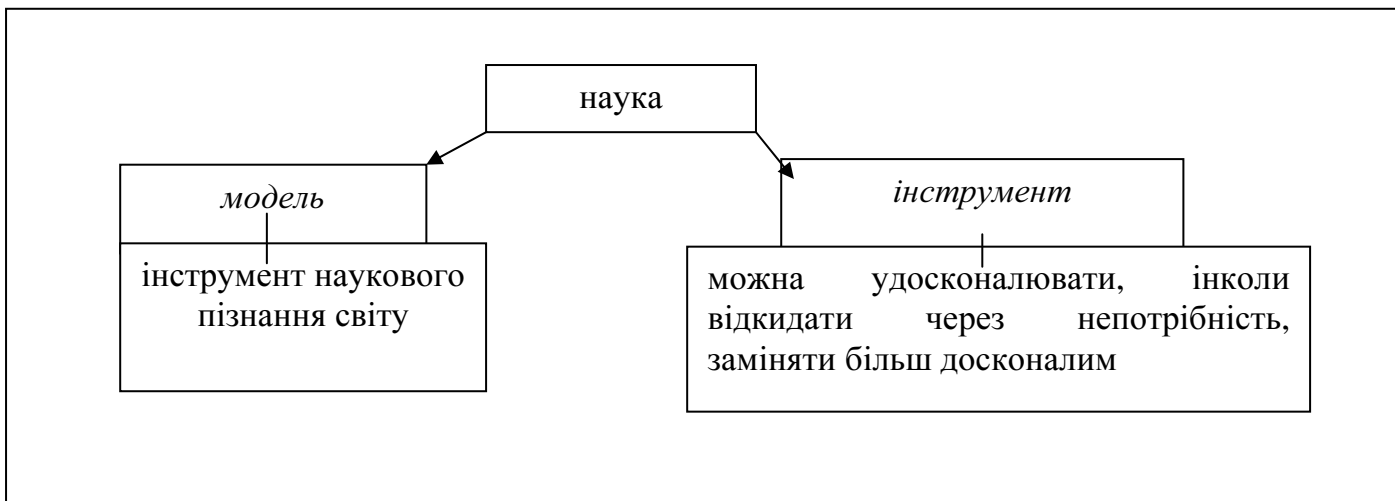 наука
модель
інструмент
інструмент наукового
пізнання світу
можна удосконалювати, інколи
відкидати через непотрібність,
заміняти більш досконалим